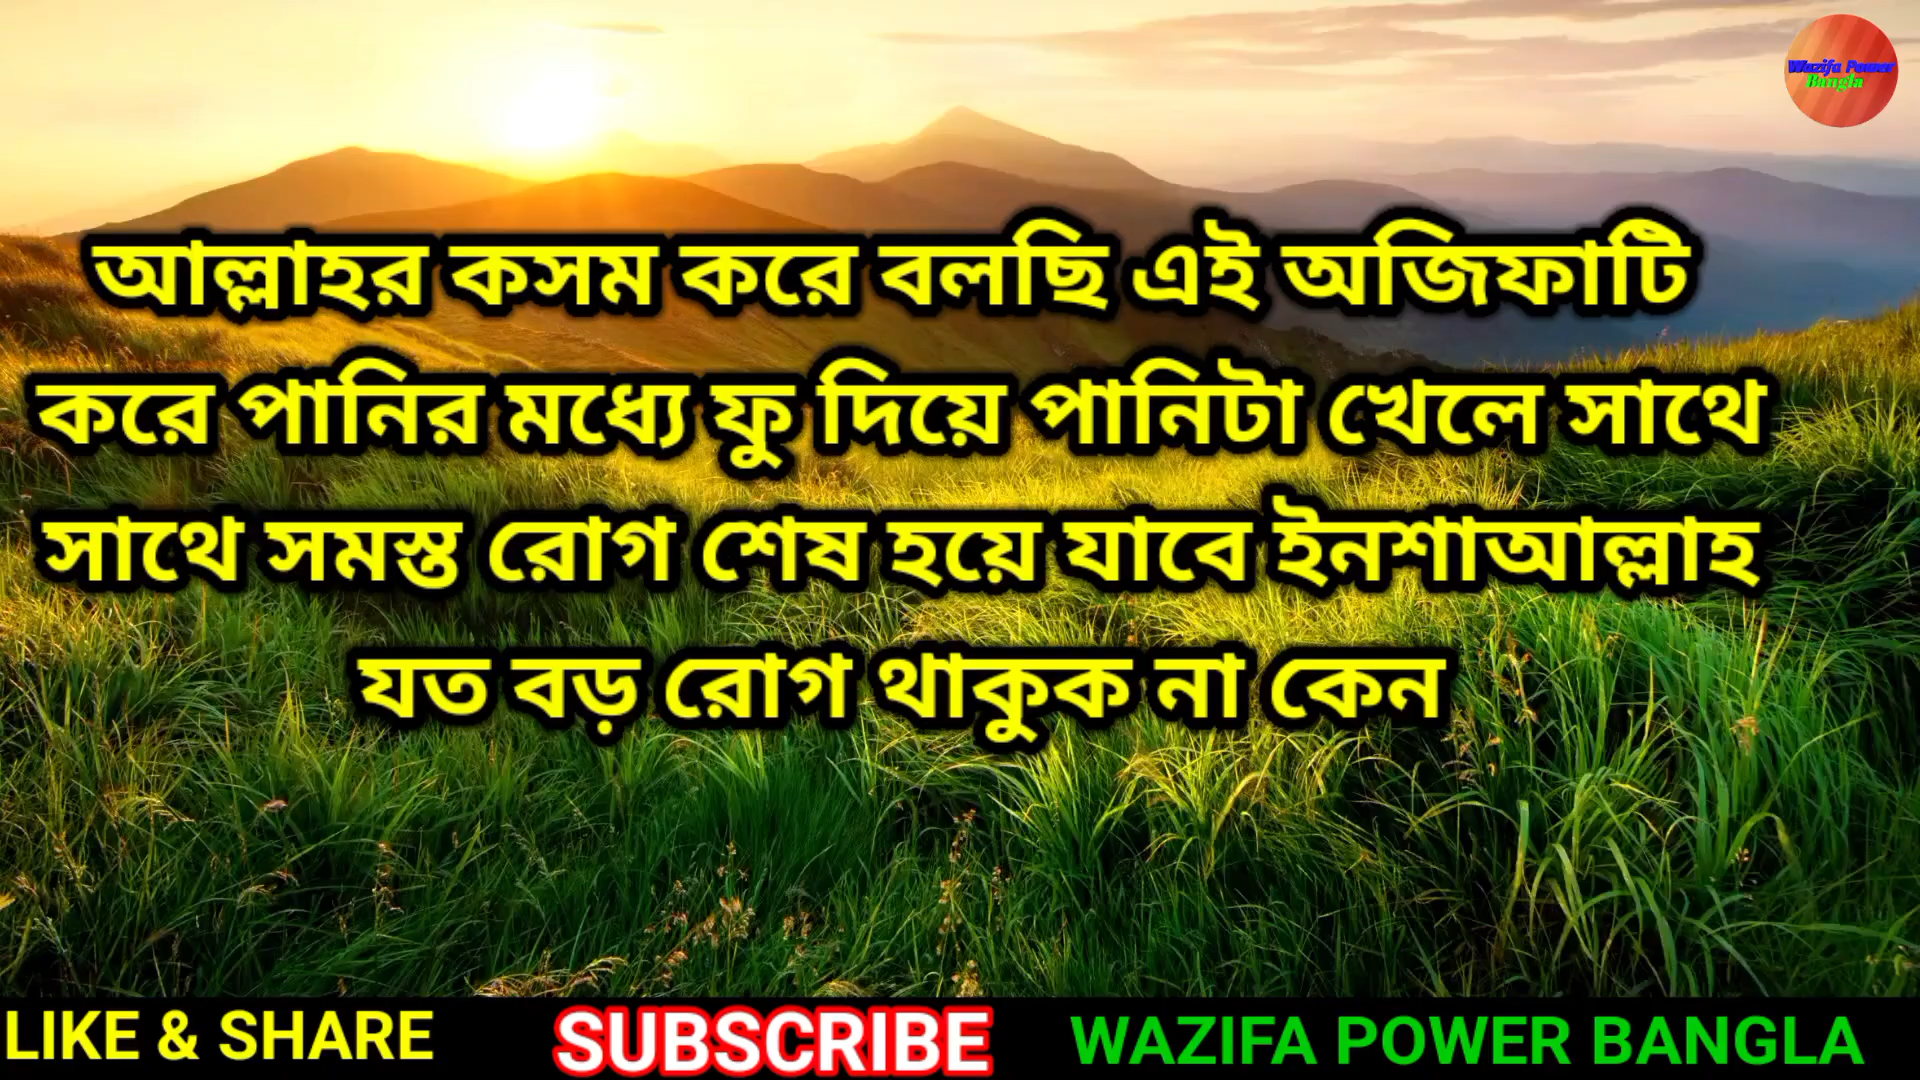 Wazifa Power
Bangla
আল্লাহর কসম করে বলছি এই অজিফাটি
করে পানির মধ্যে ফু দিয়ে পানিটা খেলে সাথে
সাথে সমস্ত রোগ শেষ হয়ে যাবে ইনশাআল্লাহ
যত বড় রোগ থাকুক না কেন
LIKE & SHARE SUBSCRIBE WAZIFA POWER BANGLA